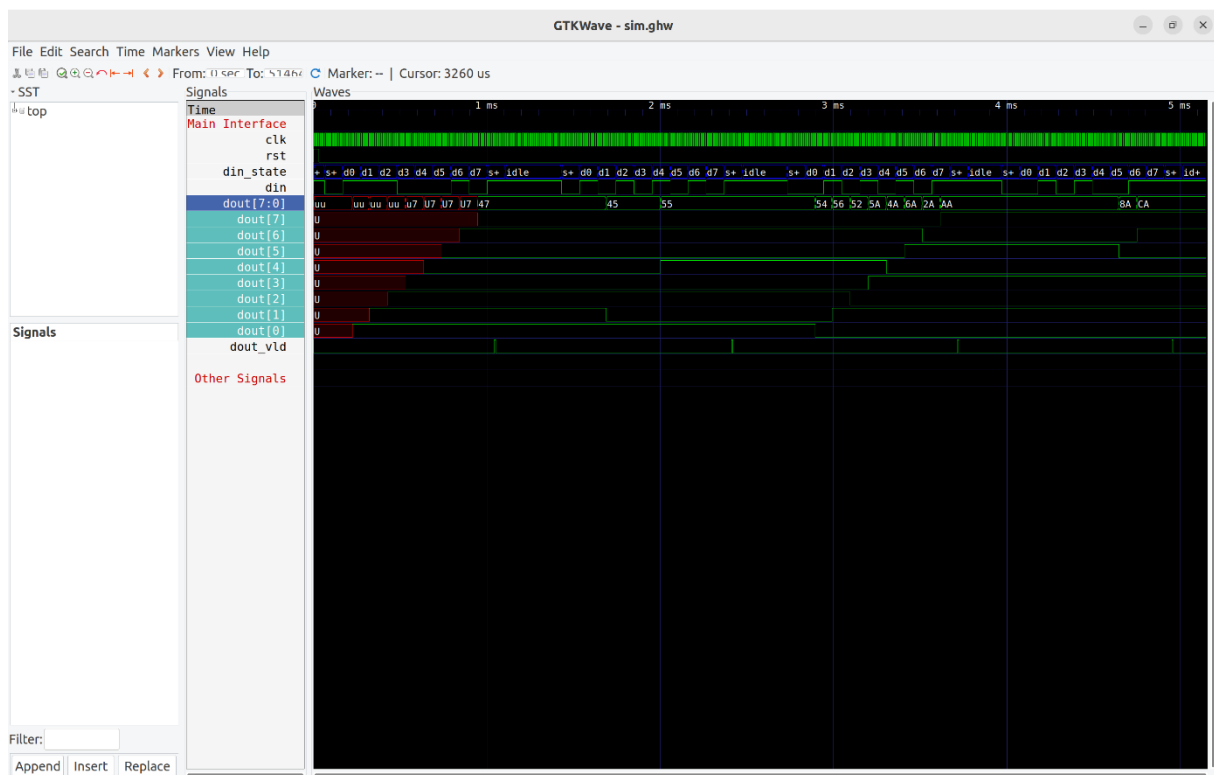 GTKWave - sim.ghw
File Edit Search Time Markers View Help
From: 0 sec To: Marker: -- | Cursor: 3260 us
SST
top
Signals
Waves
Time
1 ms 2 ms 3 ms 4 ms 5 ms
Main Interface
clk
rst
din_state + s+ d0 d1 d2 d3 d4 d5 d6 d7 s+ idle s+ d0 d1 d2 d3 d4 d5 d6 d7 s+ idle s+ d0 d1 d2 d3 d4 d5 d6 d7 s+ idle s+ d0 d1 d2 d3 d4 d5 d6 d7 s+ id+
din
dout[7:0] uu uu uu uu u7 U7 U7 U7 47 45 55 54 56 52 5A 4A 6A 2A AA 8A CA
dout[7] U
dout[6] U
dout[5] U
dout[4] U
dout[3] U
dout[2] U
dout[1] U
dout[0] U
dout_vld
Other Signals
Signals
Filter:
Append Insert Replace